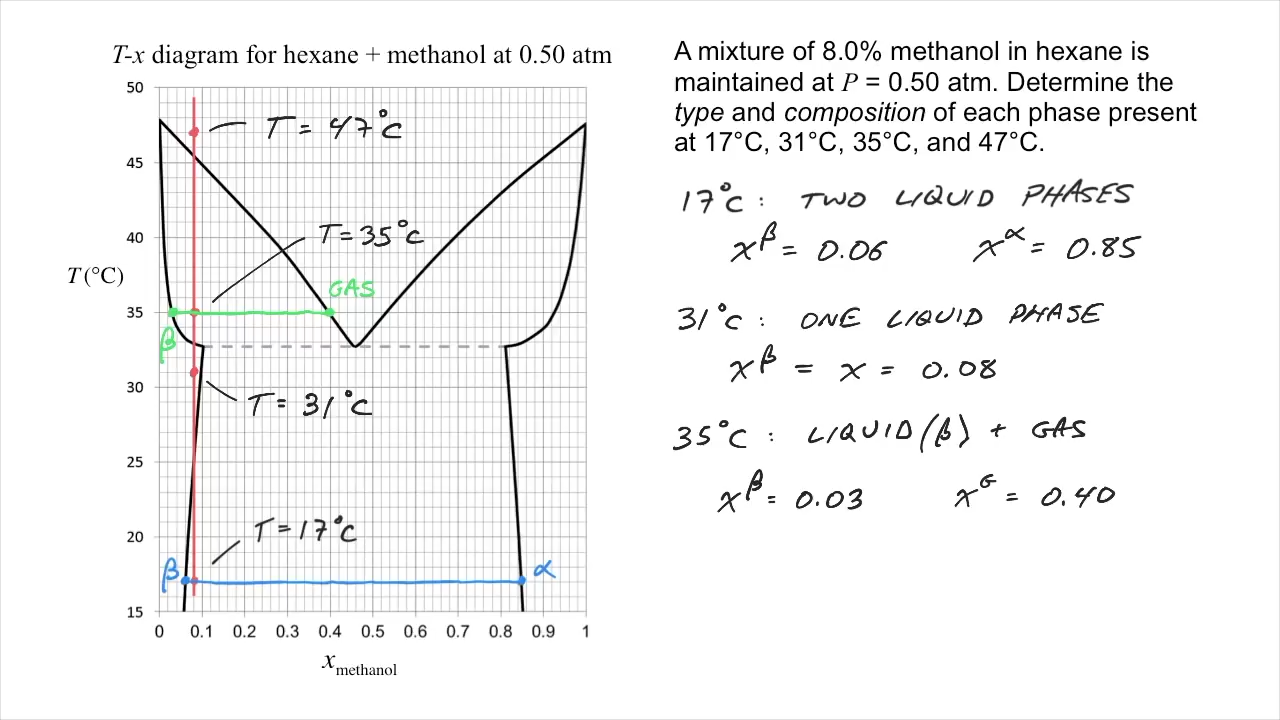 T-x diagram for hexane + methanol at 0.50 atm
50
45
40
35
30
25
20
15
T (°C)
0 0.1 0.2 0.3 0.4 0.5 0.6 0.7 0.8 0.9 1
x methanol
T = 47°C
T = 35°C
GAS
β
T = 31°C
T = 17°C
β
α
A mixture of 8.0% methanol in hexane is
maintained at P = 0.50 atm. Determine the
type and composition of each phase present
at 17°C, 31°C, 35°C, and 47°C.
17°C : TWO LIQUID PHASES
x^β = 0.06 x^α = 0.85
31°C : ONE LIQUID PHASE
x^β = x = 0.08
35°C : LIQUID (β) + GAS
x^β = 0.03 x^G = 0.40